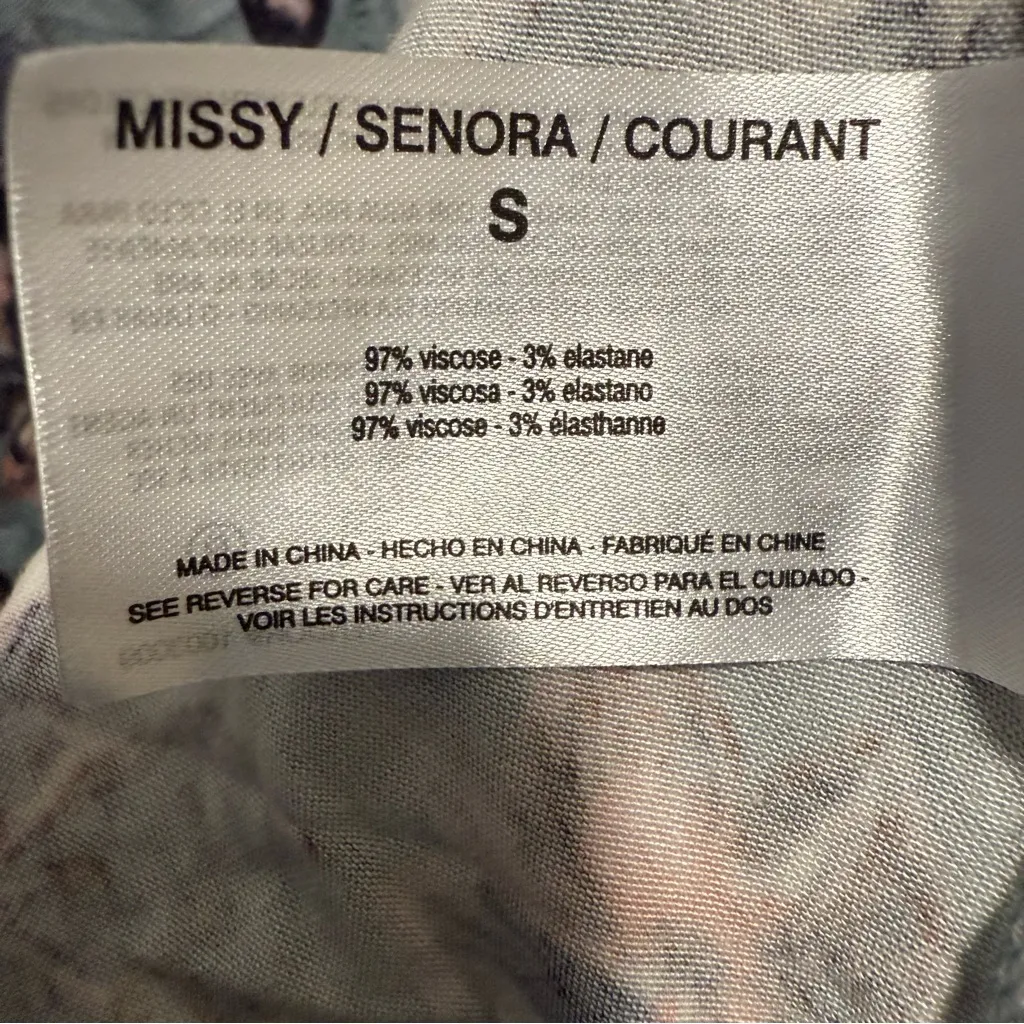 MISSY / SENORA / COURANT
S
97% viscose - 3% elastane
97% viscosa - 3% elastano
97% viscose - 3% élasthanne
MADE IN CHINA - HECHO EN CHINA - FABRIQUÉ EN CHINE
SEE REVERSE FOR CARE - VER AL REVERSO PARA EL CUIDADO -
VOIR LES INSTRUCTIONS D'ENTRETIEN AU DOS